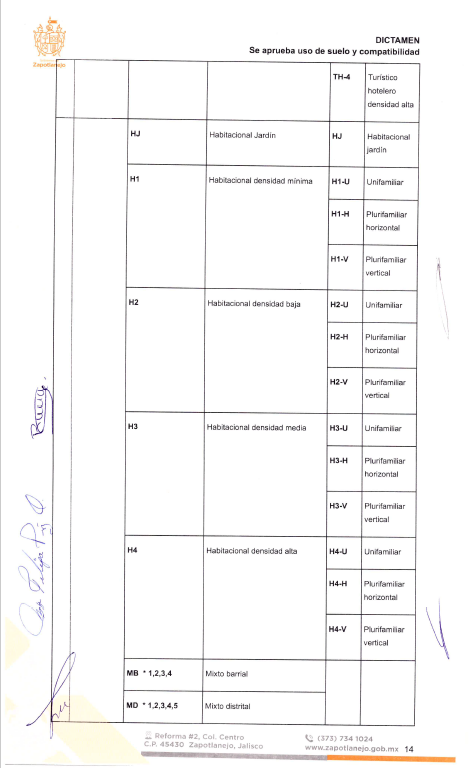 DICTAMEN
Se aprueba uso de suelo y compatibilidad
Zapotlanejo
TH-4 Turístico
hotelero
densidad alta
HJ Habitacional Jardín HJ Habitacional
jardín
H1 Habitacional densidad mínima H1-U Unifamiliar
H1-H Plurifamiliar
horizontal
H1-V Plurifamiliar
vertical
H2 Habitacional densidad baja H2-U Unifamiliar
H2-H Plurifamiliar
horizontal
H2-V Plurifamiliar
vertical
H3 Habitacional densidad media H3-U Unifamiliar
H3-H Plurifamiliar
horizontal
H3-V Plurifamiliar
vertical
H4 Habitacional densidad alta H4-U Unifamiliar
H4-H Plurifamiliar
horizontal
H4-V Plurifamiliar
vertical
MB * 1,2,3,4 Mixto barrial
MD * 1,2,3,4,5 Mixto distrital
Reforma #2, Col. Centro
C.P. 45430 Zapotlanejo, Jalisco
(373) 734 1024
www.zapotlanejo.gob.mx 14